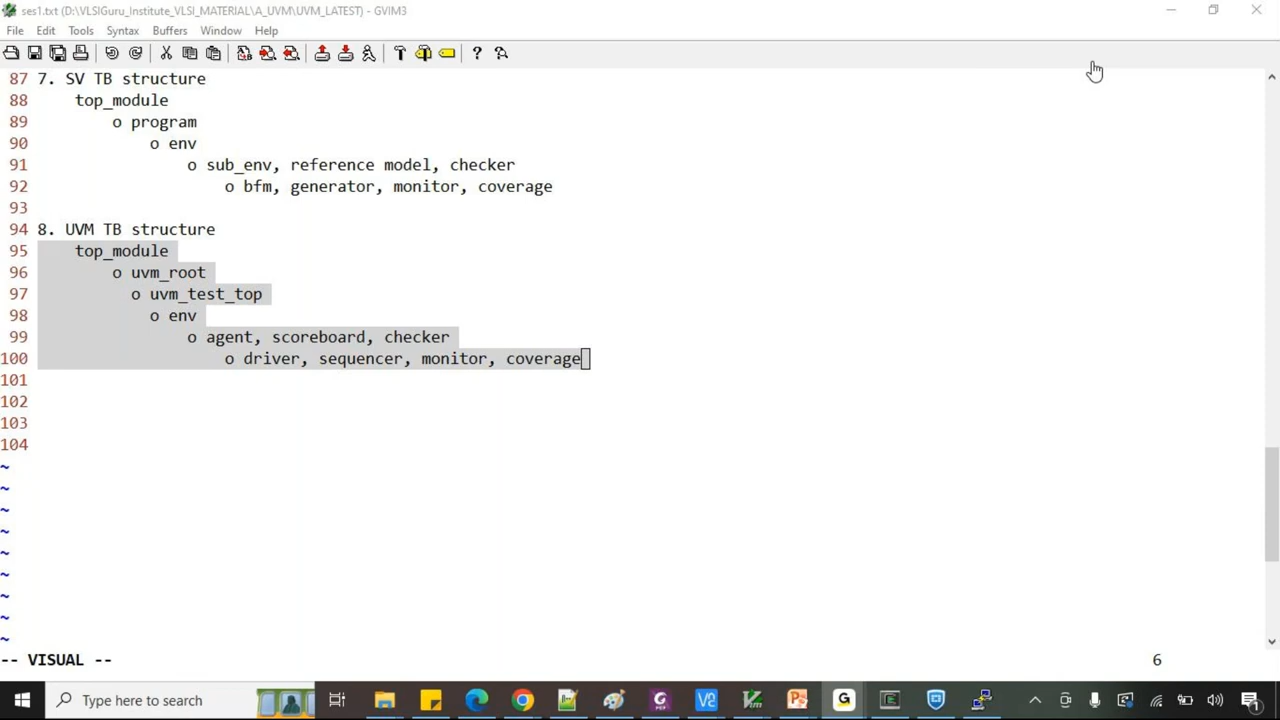 ses1.txt (D:\VLSIGuru_Institute_VLSI_MATERIAL\A_UVM\UVM_LATEST) - GVIM3
File Edit Tools Syntax Buffers Window Help
87 7. SV TB structure
88 top_module
89 o program
90 o env
91 o sub_env, reference model, checker
92 o bfm, generator, monitor, coverage
93
94 8. UVM TB structure
95 top_module
96 o uvm_root
97 o uvm_test_top
98 o env
99 o agent, scoreboard, checker
100 o driver, sequencer, monitor, coverage
101
102
103
104
~
~
~
~
~
~
~
~
~
-- VISUAL -- 6
Type here to search